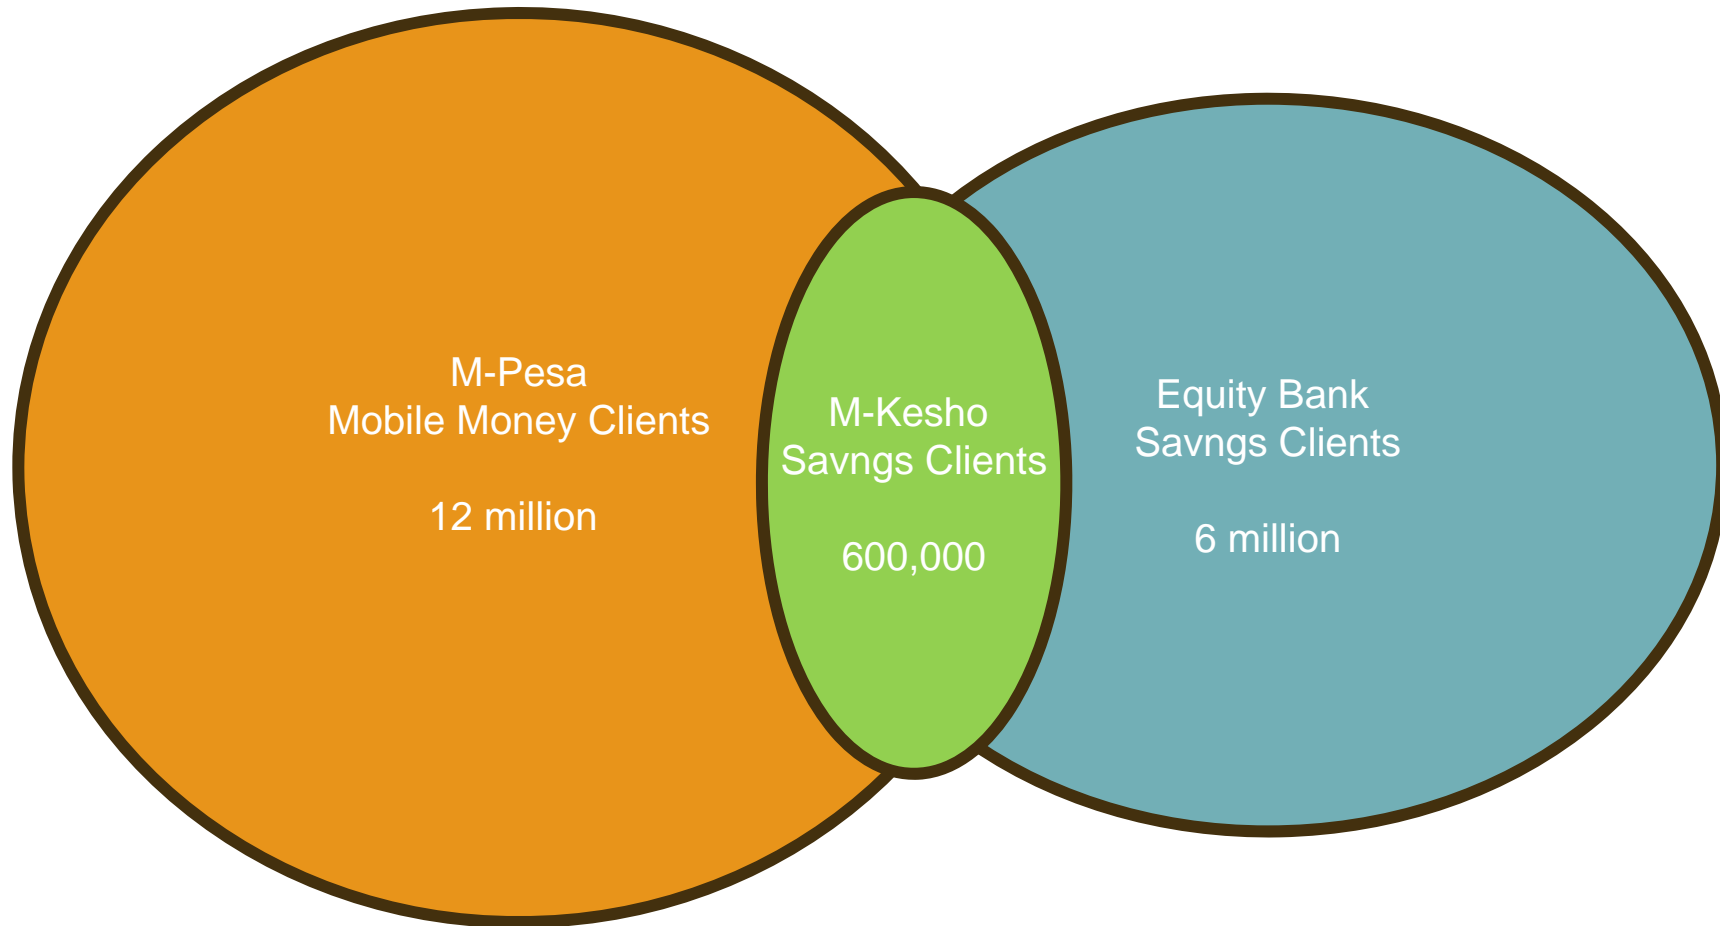 M-Pesa
Mobile Money Clients
12 million
M-Kesho
Savngs Clients
600,000
Equity Bank
Savngs Clients
6 million